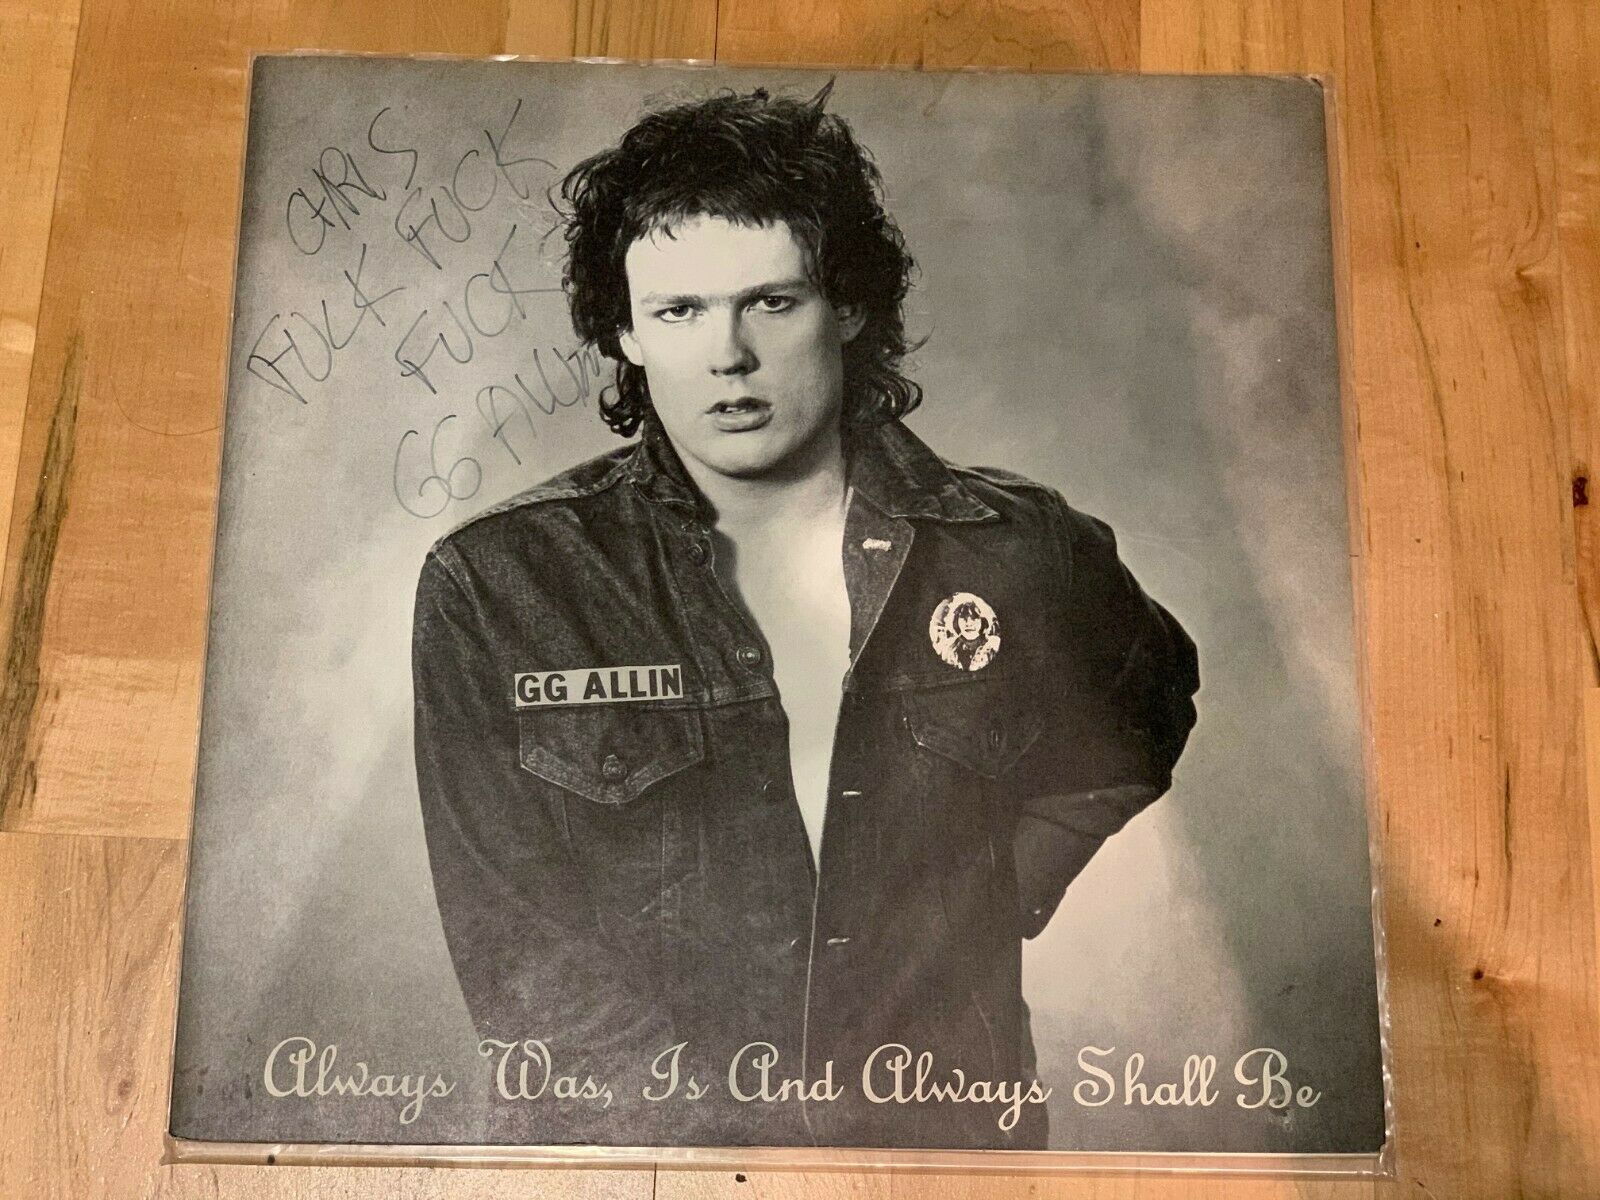 CHRIS
FUCK FUCK
FUCK
GG ALLIN
GG ALLIN
Always Was, Is And Always Shall Be